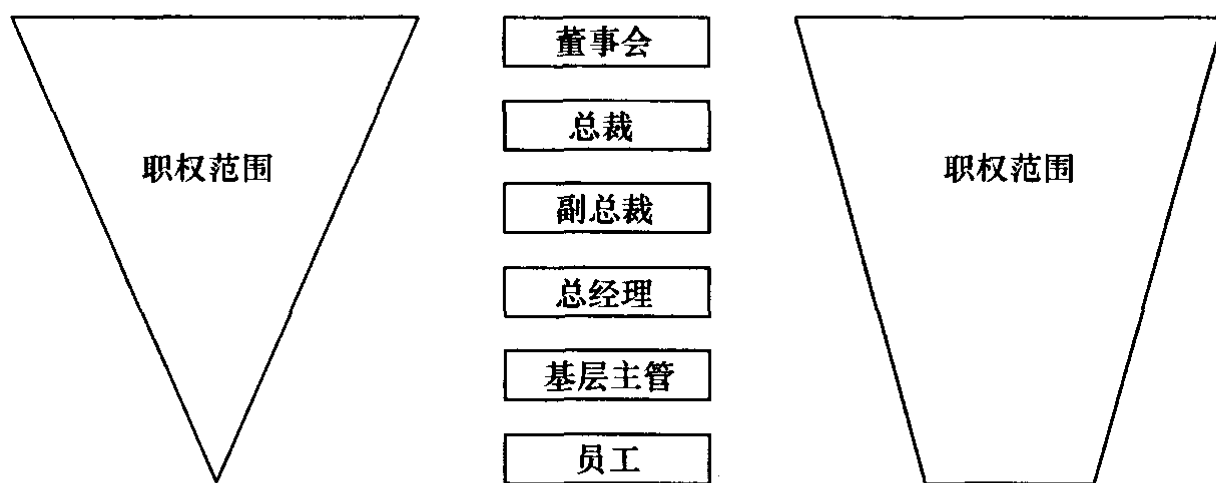 董事会
总裁
职权范围
职权范围
副总裁
总经理
基层主管
员工